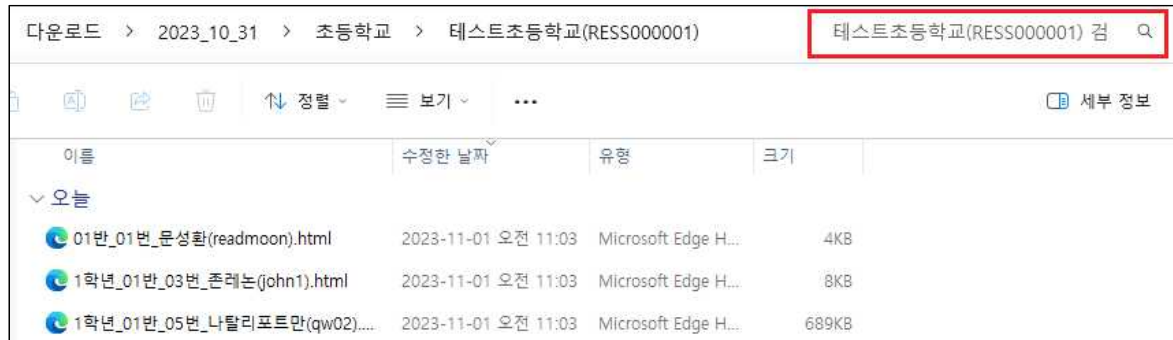 다운로드 > 2023_10_31 > 초등학교 > 테스트초등학교(RESS000001) 테스트초등학교(RESS000001) 검
정렬 보기 ... 세부 정보
이름 수정한 날짜 유형 크기
오늘
01반_01번_문성환(readmoon).html 2023-11-01 오전 11:03 Microsoft Edge H... 4KB
1학년_01반_03번_존레논(john1).html 2023-11-01 오전 11:03 Microsoft Edge H... 8KB
1학년_01반_05번_나탈리포트만(qw02).... 2023-11-01 오전 11:03 Microsoft Edge H... 689KB